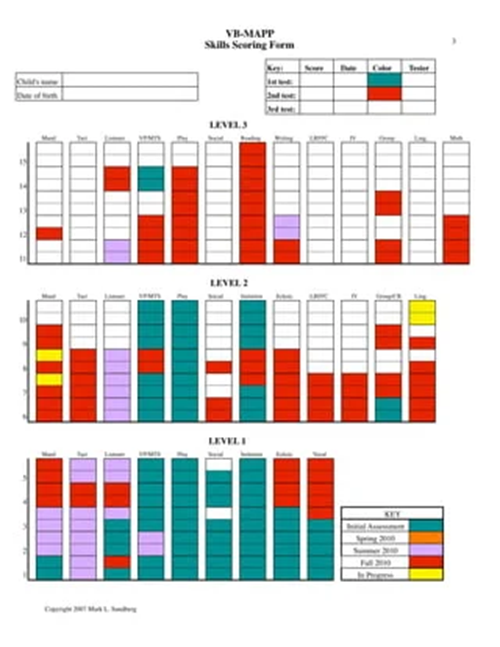 VB-MAPP
Skills Scoring Form
3
Key: Score Date Color Tester
1st test:
2nd test:
3rd test:
Child's name
Date of birth
LEVEL 3
Mand Tact Listener VP/MTS Play Social Reading Writing LRFFC IV Group Ling. Math
15
14
13
12
11
LEVEL 2
Mand Tact Listener VP/MTS Play Social Imitation Echoic LRFFC IV Group/CR Ling.
10
9
8
7
6
LEVEL 1
Mand Tact Listener VP/MTS Play Social Imitation Echoic Vocal
5
4
3
2
1
KEY
Initial Assessment
Spring 2010
Summer 2010
Fall 2010
In Progress
Copyright 2007 Mark L. Sundberg